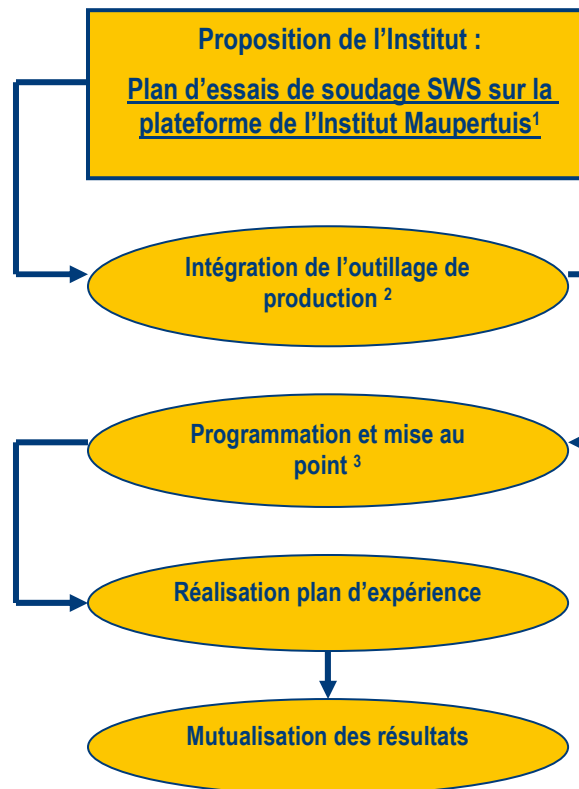 Proposition de l’Institut :
Plan d’essais de soudage SWS sur la
plateforme de l’Institut Maupertuis¹
Intégration de l’outillage de
production ²
Programmation et mise au
point ³
Réalisation plan d’expérience
Mutualisation des résultats